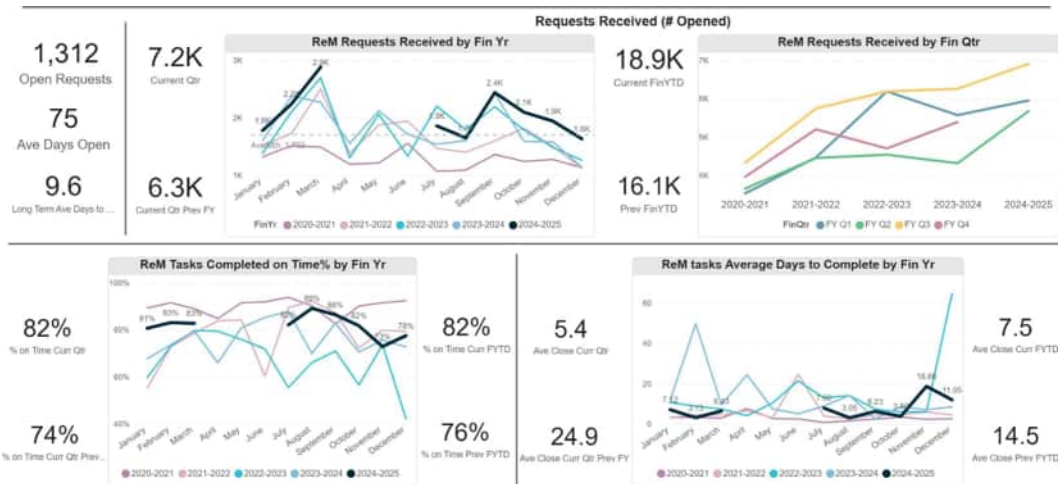 Requests Received (# Opened)
1,312
Open Requests
75
Ave Days Open
9.6
Long Term Ave Days to ...
7.2K
Current Qtr
6.3K
Current Qtr Prev FY
ReM Requests Received by Fin Yr
3K
2K
1K
2.9K
2.4K
2.1K
1.9K
January
February
March
April
May
June
July
August
September
October
November
December
FinYr 2020-2021 2021-2022 2022-2023 2023-2024 2024-2025
18.9K
Current FinYTD
16.1K
Prev FinYTD
ReM Requests Received by Fin Qtr
2020-2021
2021-2022
2022-2023
2023-2024
2024-2025
FinQtr FY Q1 FY Q2 FY Q3 FY Q4
82%
% on Time Curr Qtr
74%
% on Time Curr Qtr Prev...
ReM Tasks Completed on Time% by Fin Yr
100%
80%
60%
40%
81%
83%
83%
82%
73%
78%
January
February
March
April
May
June
July
August
September
October
November
December
2020-2021 2021-2022 2022-2023 2023-2024 2024-2025
82%
% on Time Curr FYTD
76%
% on Time Prev FYTD
5.4
Ave Close Curr Qtr
24.9
Ave Close Curr Qtr Prev FY
ReM tasks Average Days to Complete by Fin Yr
60
40
20
0
7.12
3.13
3.05
6.23
11.05
January
February
March
April
May
June
July
August
September
October
November
December
2020-2021 2021-2022 2022-2023 2023-2024 2024-2025
7.5
Ave Close Curr FYTD
14.5
Ave Close Prev FYTD